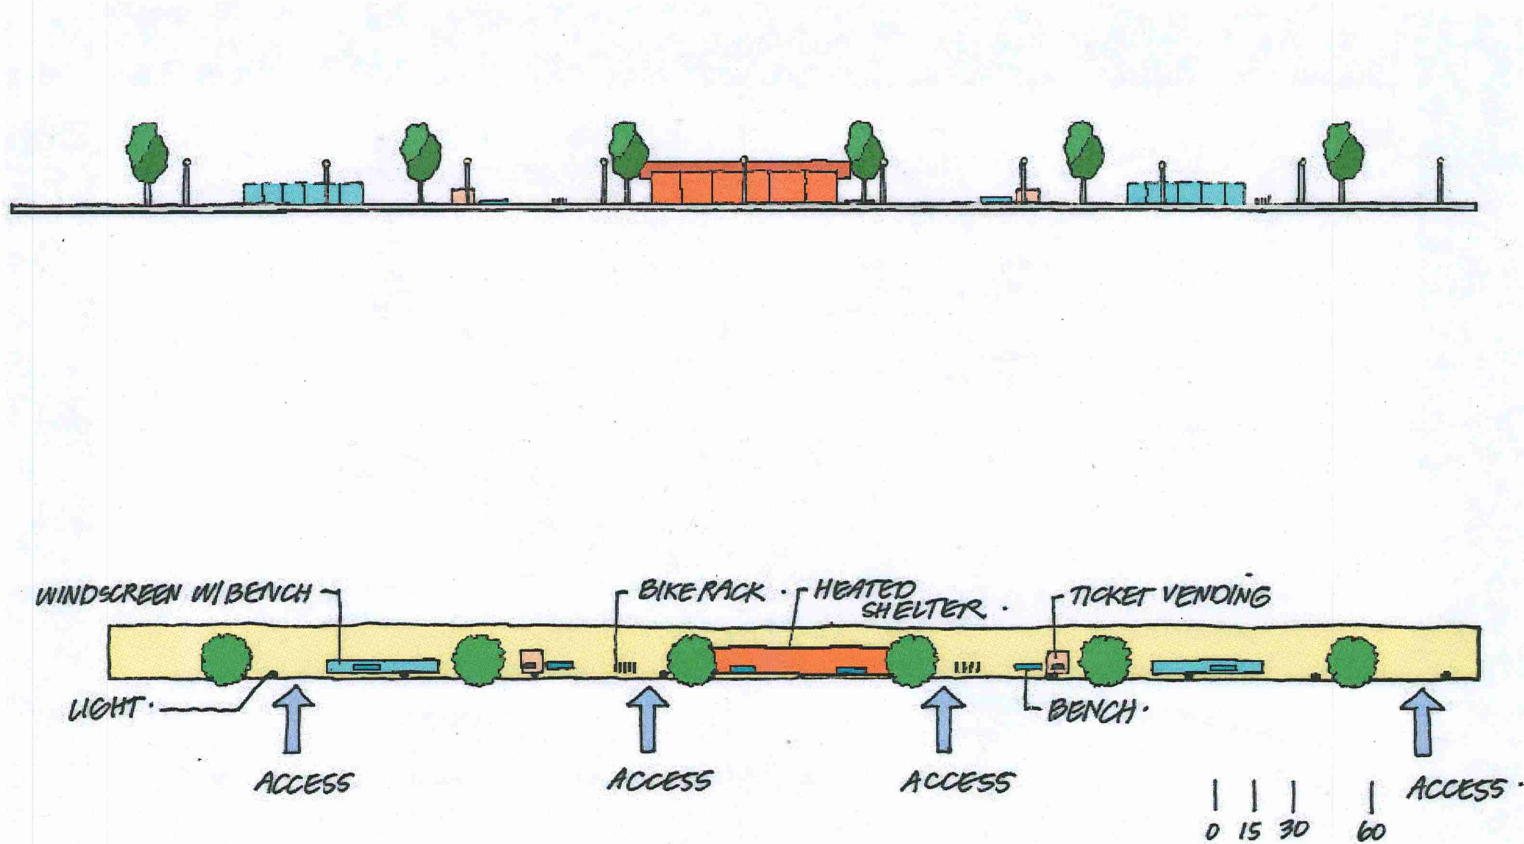 WINDSCREEN W/BENCH
BIKE RACK
HEATED
SHELTER
TICKET VENDING
LIGHT
BENCH
ACCESS
ACCESS
ACCESS
ACCESS
0 15 30 60